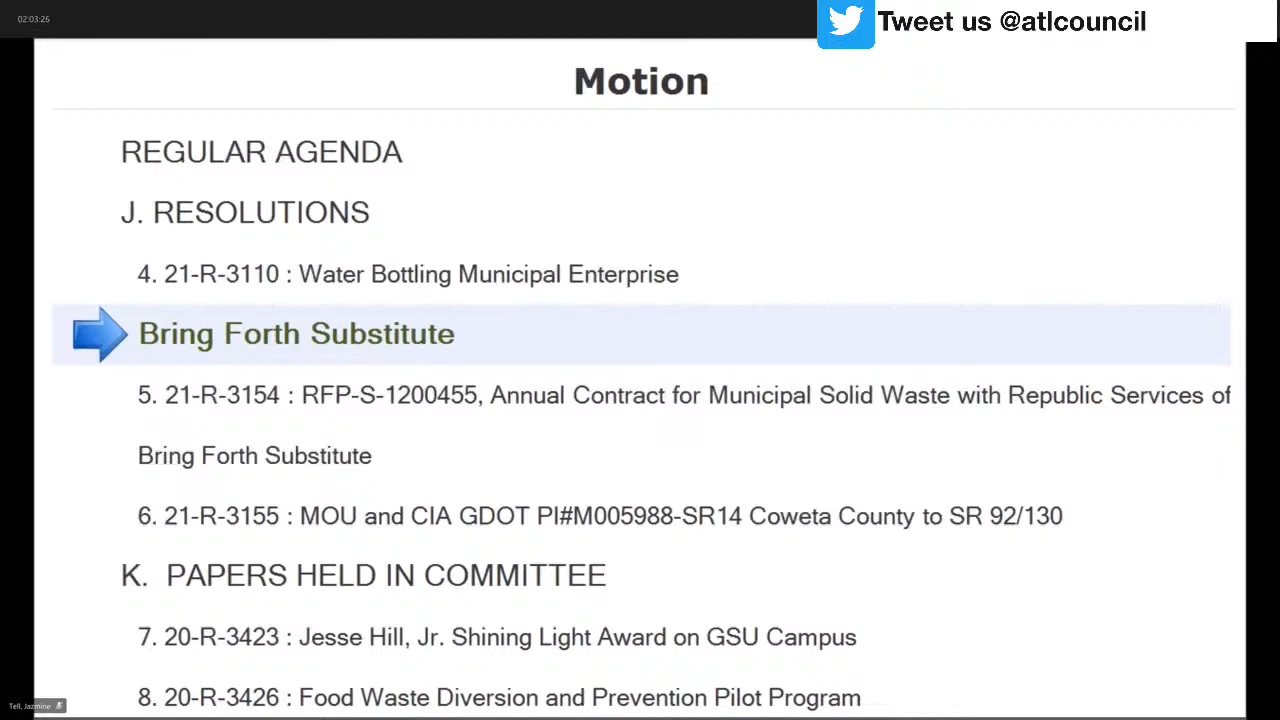 02:03:25
Tweet us @atlcouncil
Motion
REGULAR AGENDA
J. RESOLUTIONS
4. 21-R-3110 : Water Bottling Municipal Enterprise
Bring Forth Substitute
5. 21-R-3154 : RFP-S-1200455, Annual Contract for Municipal Solid Waste with Republic Services of
Bring Forth Substitute
6. 21-R-3155 : MOU and CIA GDOT PI#M005988-SR14 Coweta County to SR 92/130
K. PAPERS HELD IN COMMITTEE
7. 20-R-3423 : Jesse Hill, Jr. Shining Light Award on GSU Campus
8. 20-R-3426 : Food Waste Diversion and Prevention Pilot Program
Tell, Jazmine